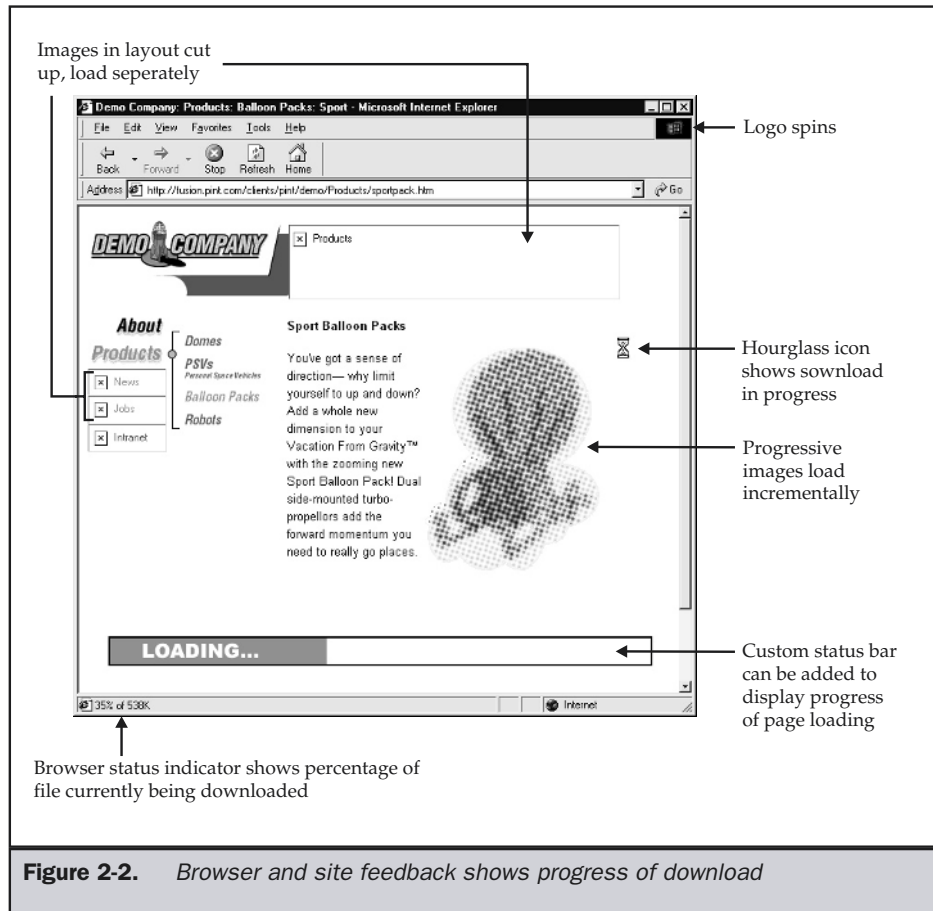 Images in layout cut
up, load seperately
Demo Company: Products: Balloon Packs: Sport - Microsoft Internet Explorer
File Edit View Favorites Tools Help
Logo spins
Back Forward Stop Refresh Home
Address http://fusion.pint.com/clients/pint/demo/Products/sportpack.htm Go
DEMO COMPANY
Products
About
Products
News
Jobs
Intranet
Domes
PSVs
Personal Space Vehicles
Balloon Packs
Robots
Sport Balloon Packs
You've got a sense of
direction— why limit
yourself to up and down?
Add a whole new
dimension to your
Vacation From Gravity™
with the zooming new
Sport Balloon Pack! Dual
side-mounted turbo-
propellors add the
forward momentum you
need to really go places.
Hourglass icon
shows sownload
in progress
Progressive
images load
incrementally
LOADING...
Custom status bar
can be added to
display progress
of page loading
35% of 538K
Internet
Browser status indicator shows percentage of
file currently being downloaded
Figure 2-2. Browser and site feedback shows progress of download